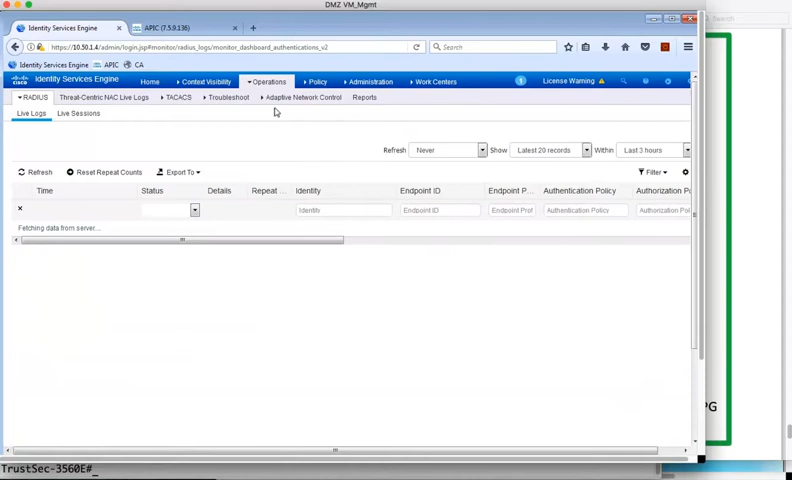 DMZ VM_Mgmt
Identity Services Engine
APIC (7.5.9.136)
https://10.50.1.4/admin/login.jsp#monitor/radius_logs/monitor_dashboard_authentications_v2
Search
Search
Identity Services Engine APIC CA
CISCO Identity Services Engine Home Context Visibility Operations Policy Administration Work Centers 1 License Warning
RADIUS Threat-Centric NAC Live Logs TACACS Troubleshoot Adaptive Network Control Reports
Live Logs Live Sessions
Refresh Never Show Latest 20 records Within Last 3 hours
Refresh Reset Repeat Counts Export To Filter
Time Status Details Repeat ... Identity Endpoint ID Endpoint P... Authentication Policy Authorization Pol
Identity Endpoint ID Endpoint Prof Authentication Policy Authorization Pol
Fetching data from server....
PG
TrustSec-3560E#_